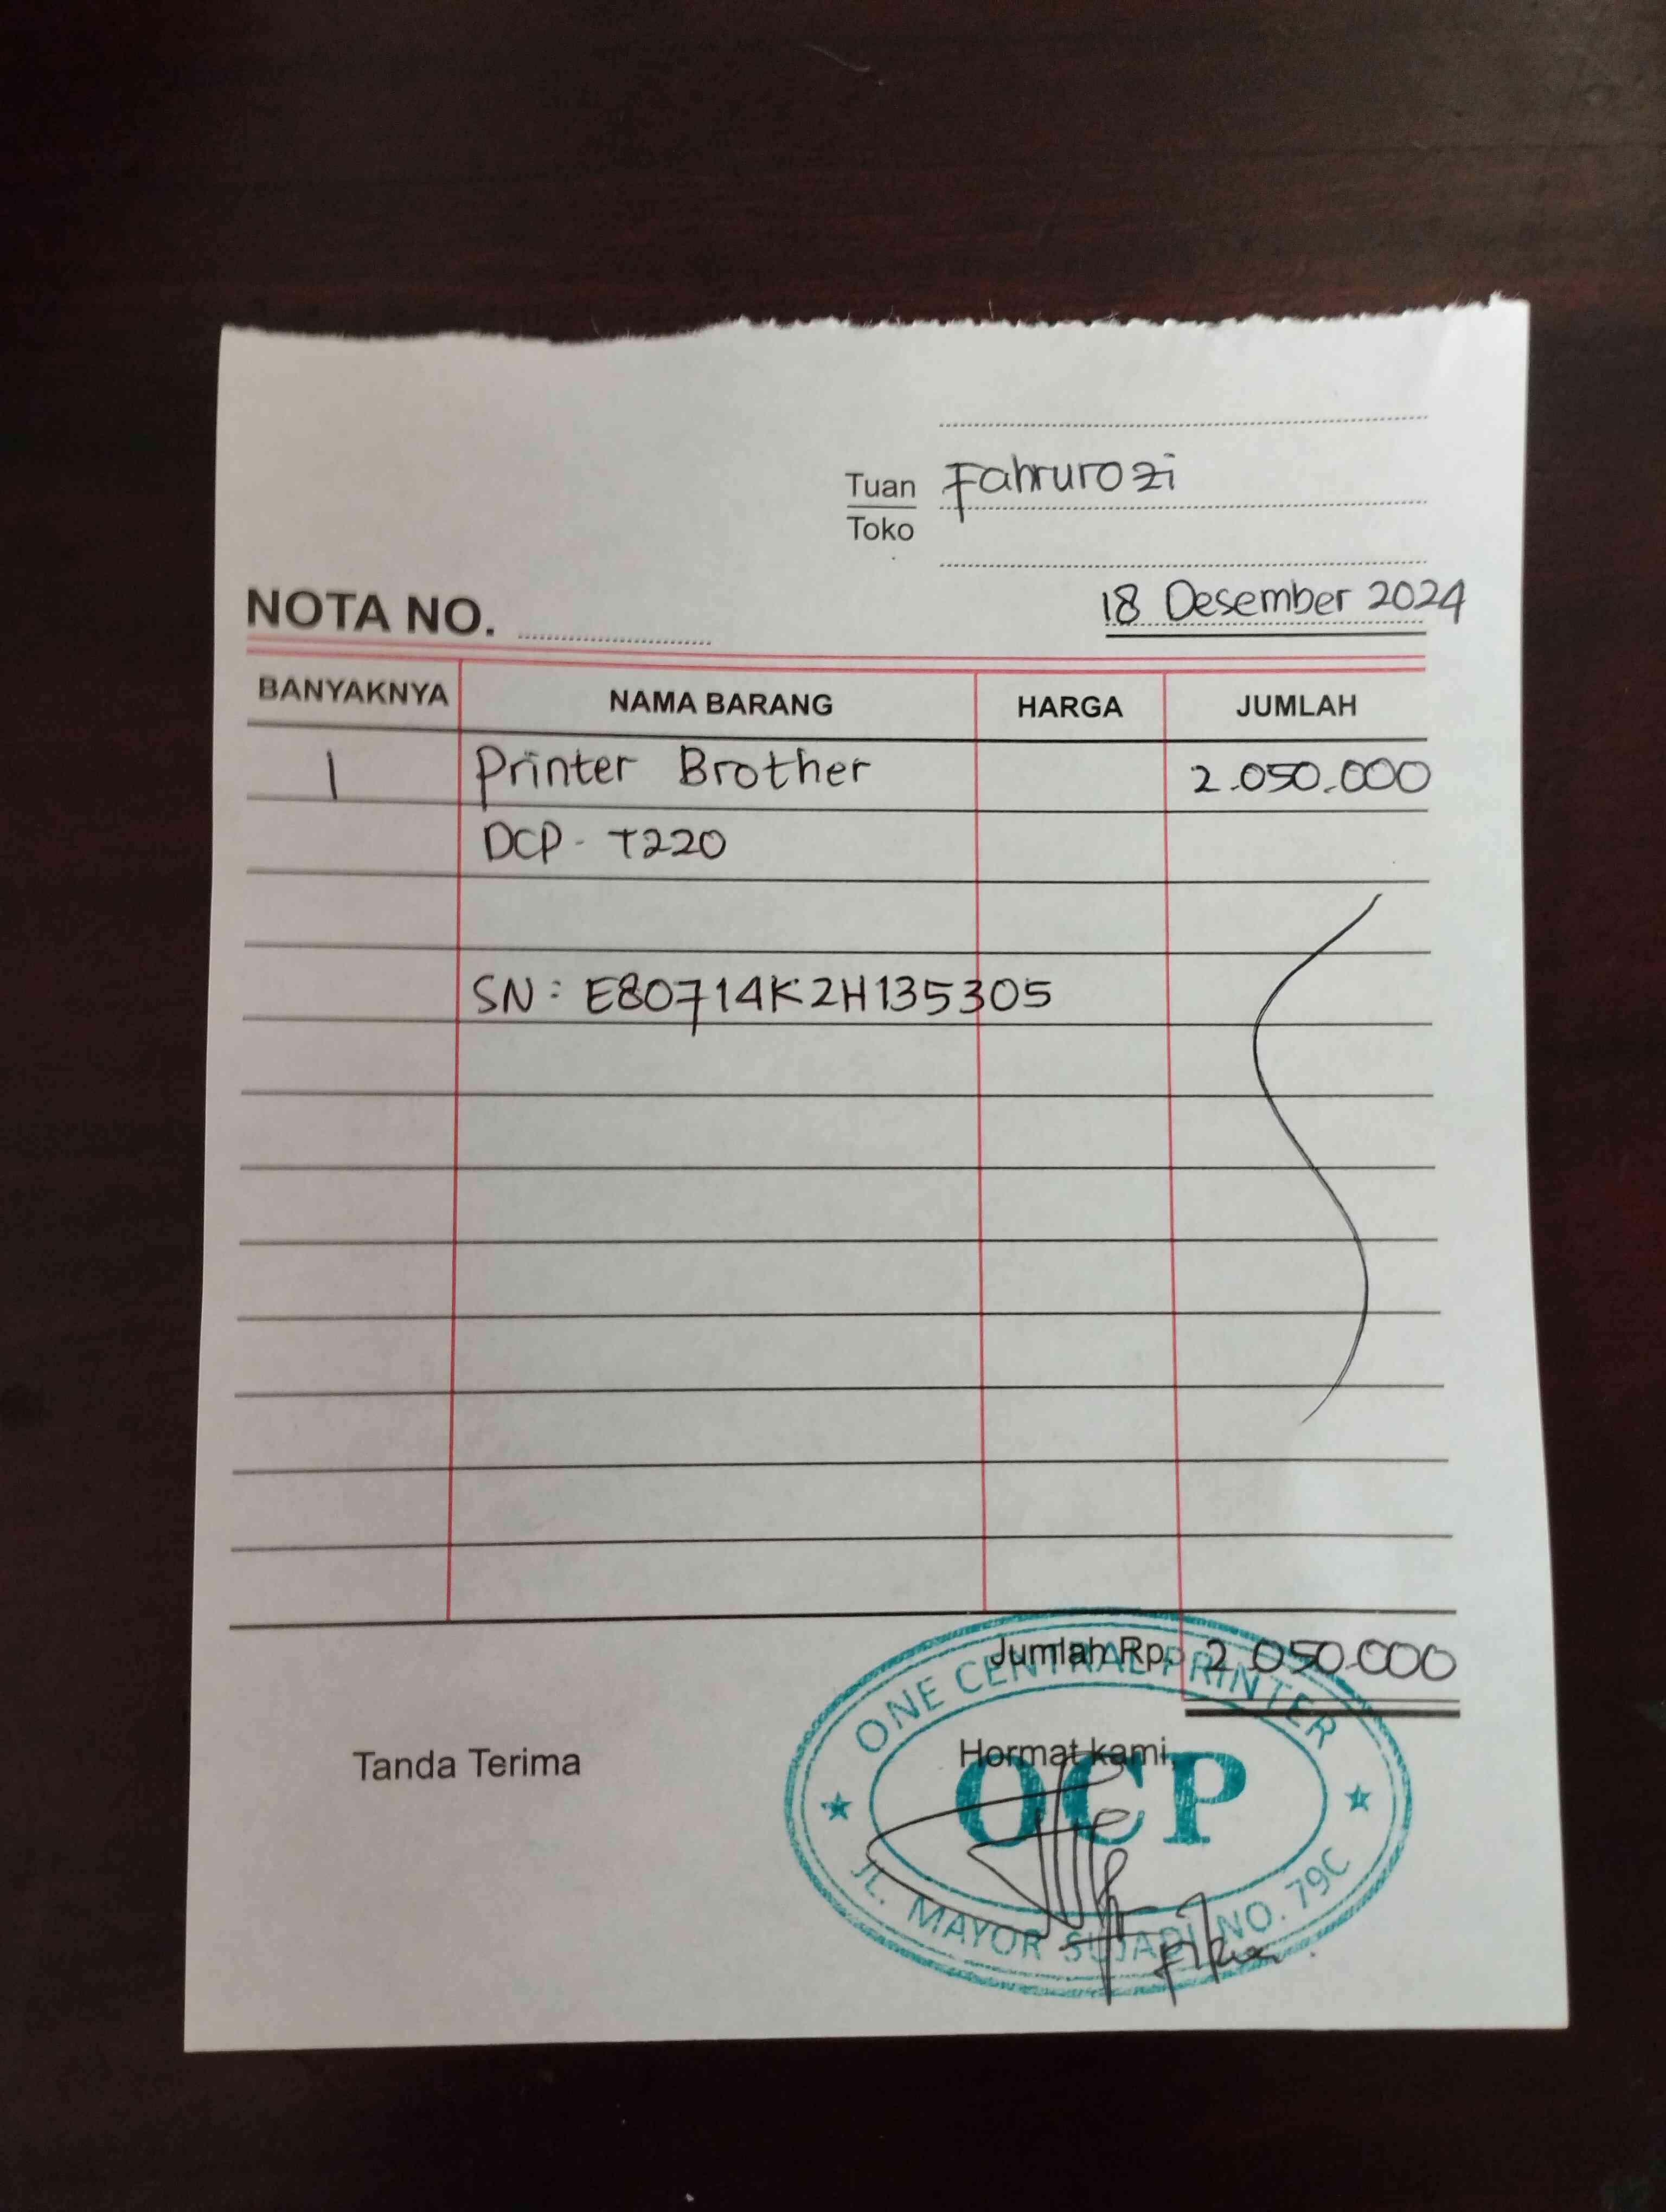 Tuan Fahrurozi
Toko
NOTA NO.
18 Desember 2024
BANYAKNYA NAMA BARANG HARGA JUMLAH
1 Printer Brother 2.050.000
DCP - T220
SN : E80714K2H135305
Jumlah Rp. 2.050.000
Tanda Terima
Hormat kami,
ONE CENTRAL PRINTER
OCP
JL. MAYOR SUJADI NO. 79C